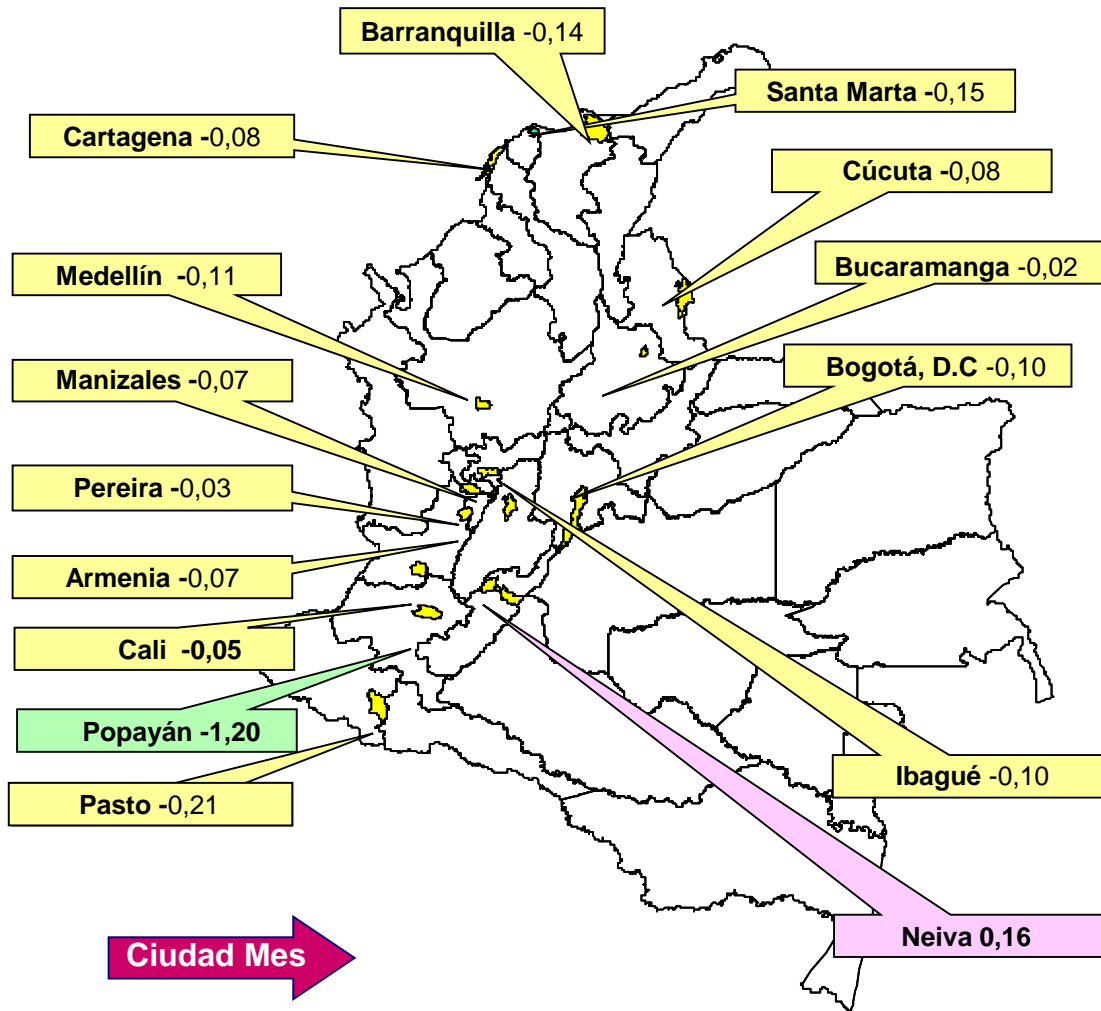 Barranquilla -0,14
Santa Marta -0,15
Cartagena -0,08
Cúcuta -0,08
Medellín -0,11
Bucaramanga -0,02
Manizales -0,07
Bogotá, D.C -0,10
Pereira -0,03
Armenia -0,07
Cali -0,05
Popayán -1,20
Ibagué -0,10
Pasto -0,21
Neiva 0,16
Ciudad Mes